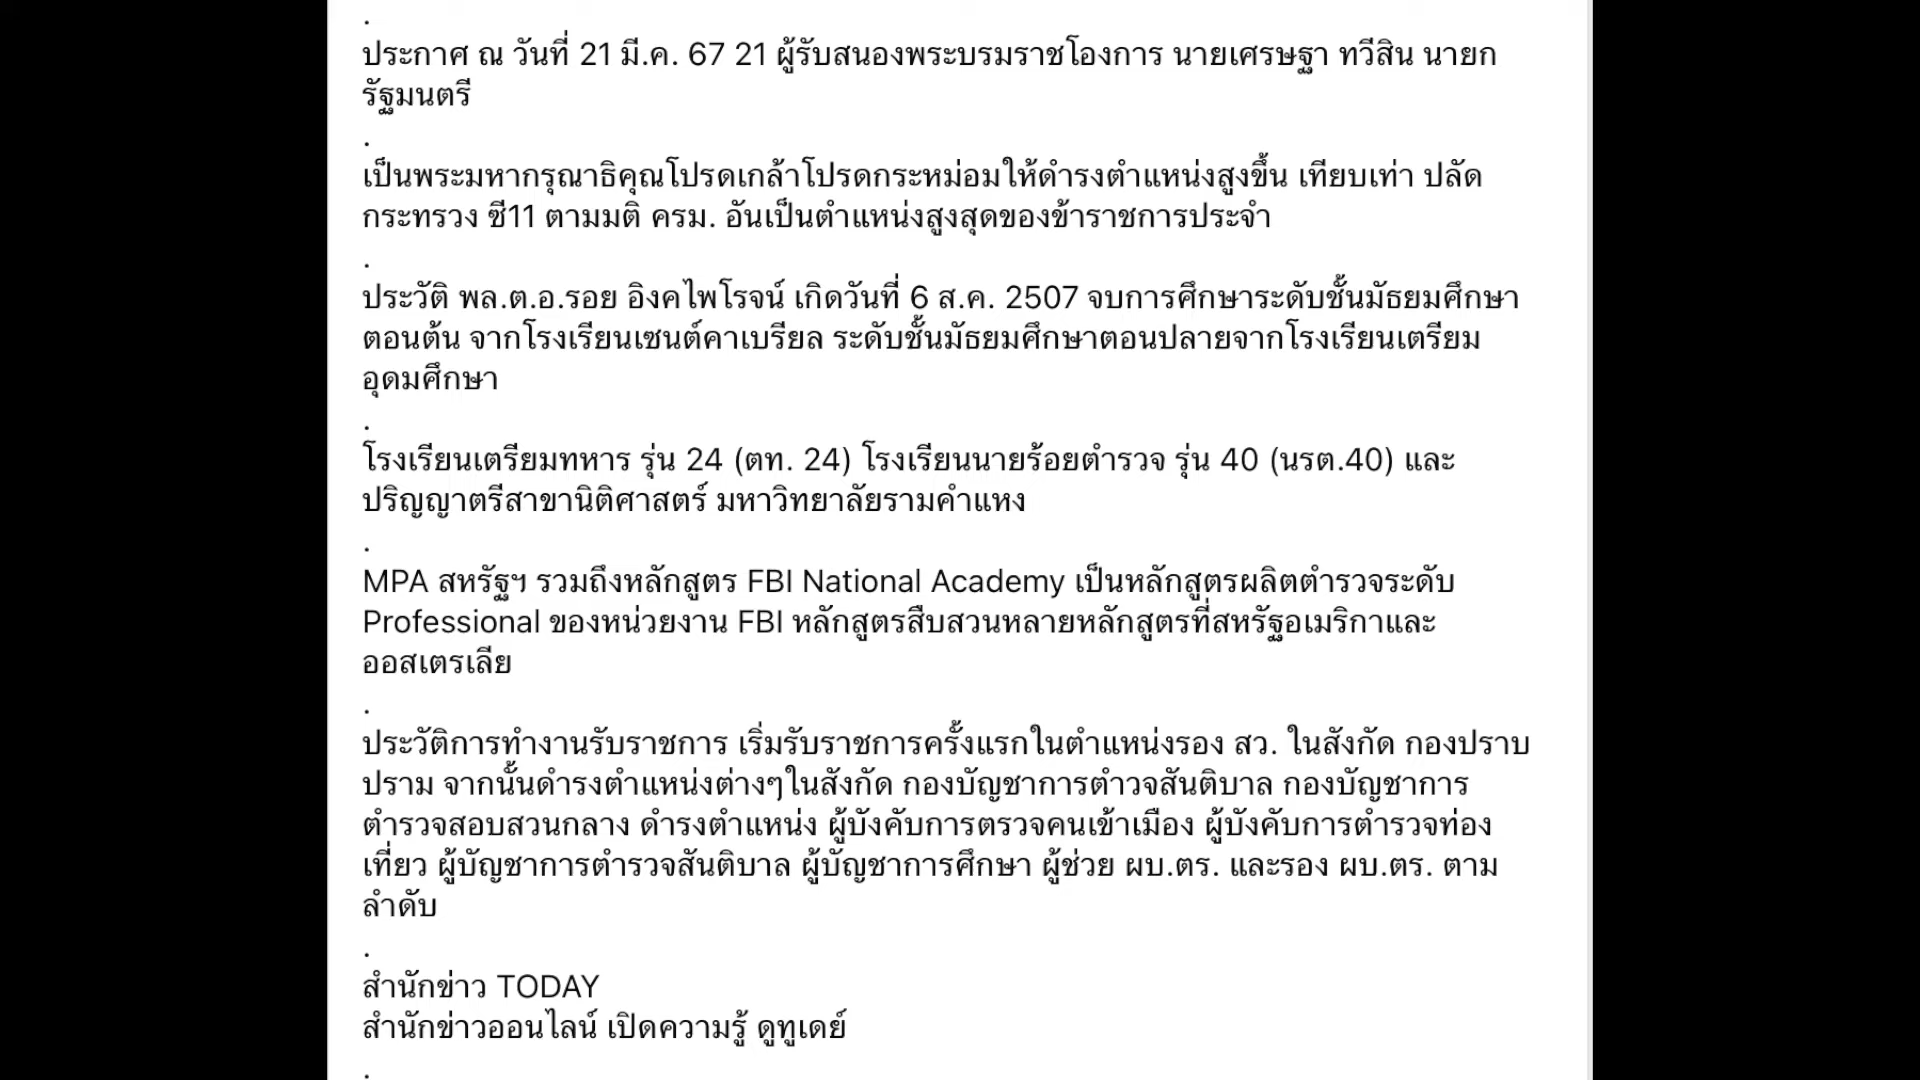 .
ประกาศ ณ วันที่ 21 มี.ค. 67 21 ผู้รับสนองพระบรมราชโองการ นายเศรษฐา ทวีสิน นายก
รัฐมนตรี
.
เป็นพระมหากรุณาธิคุณโปรดเกล้าโปรดกระหม่อมให้ดำรงตำแหน่งสูงขึ้น เทียบเท่า ปลัด
กระทรวง ซี11 ตามมติ ครม. อันเป็นตำแหน่งสูงสุดของข้าราชการประจำ
.
ประวัติ พล.ต.อ.รอย อิงคไพโรจน์ เกิดวันที่ 6 ส.ค. 2507 จบการศึกษาระดับชั้นมัธยมศึกษา
ตอนต้น จากโรงเรียนเซนต์คาเบรียล ระดับชั้นมัธยมศึกษาตอนปลายจากโรงเรียนเตรียม
อุดมศึกษา
.
โรงเรียนเตรียมทหาร รุ่น 24 (ตท. 24) โรงเรียนนายร้อยตำรวจ รุ่น 40 (นรต.40) และ
ปริญญาตรีสาขานิติศาสตร์ มหาวิทยาลัยรามคำแหง
.
MPA สหรัฐฯ รวมถึงหลักสูตร FBI National Academy เป็นหลักสูตรผลิตตำรวจระดับ
Professional ของหน่วยงาน FBI หลักสูตรสืบสวนหลายหลักสูตรที่สหรัฐอเมริกาและ
ออสเตรเลีย
.
ประวัติการทำงานรับราชการ เริ่มรับราชการครั้งแรกในตำแหน่งรอง สว. ในสังกัด กองปราบ
ปราม จากนั้นดำรงตำแหน่งต่างๆในสังกัด กองบัญชาการตำวจสันติบาล กองบัญชาการ
ตำรวจสอบสวนกลาง ดำรงตำแหน่ง ผู้บังคับการตรวจคนเข้าเมือง ผู้บังคับการตำรวจท่อง
เที่ยว ผู้บัญชาการตำรวจสันติบาล ผู้บัญชาการศึกษา ผู้ช่วย ผบ.ตร. และรอง ผบ.ตร. ตาม
ลำดับ
.
สำนักข่าว TODAY
สำนักข่าวออนไลน์ เปิดความรู้ ดูทูเดย์
.